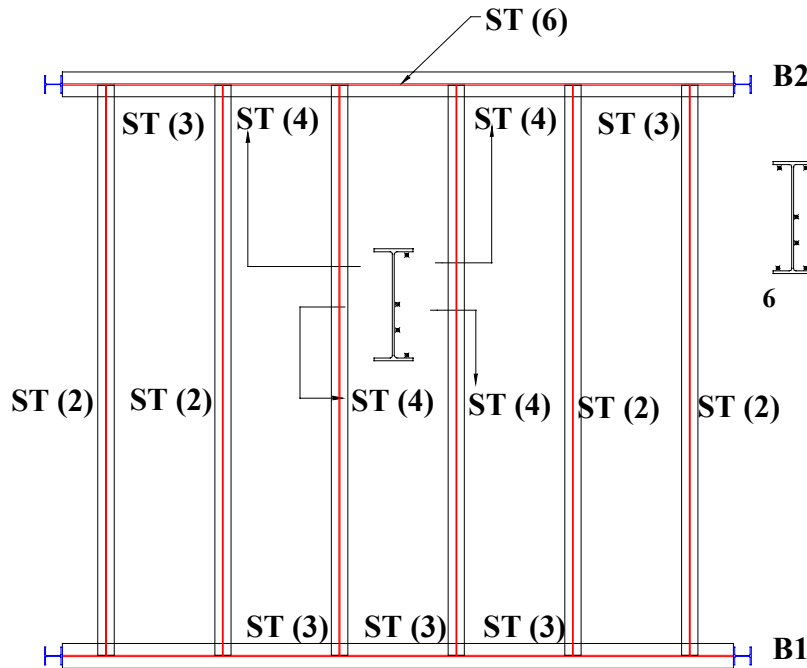 ST (6)
B2
ST (3) ST (4) ST (4) ST (3)
6
ST (2) ST (2) ST (4) ST (4) ST (2) ST (2)
ST (3) ST (3) ST (3)
B1